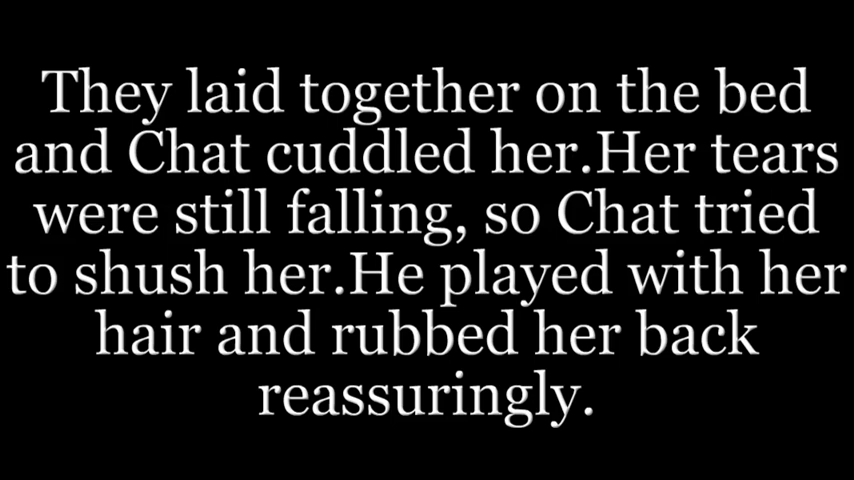 They laid together on the bed
and Chat cuddled her.Her tears
were still falling, so Chat tried
to shush her.He played with her
hair and rubbed her back
reassuringly.